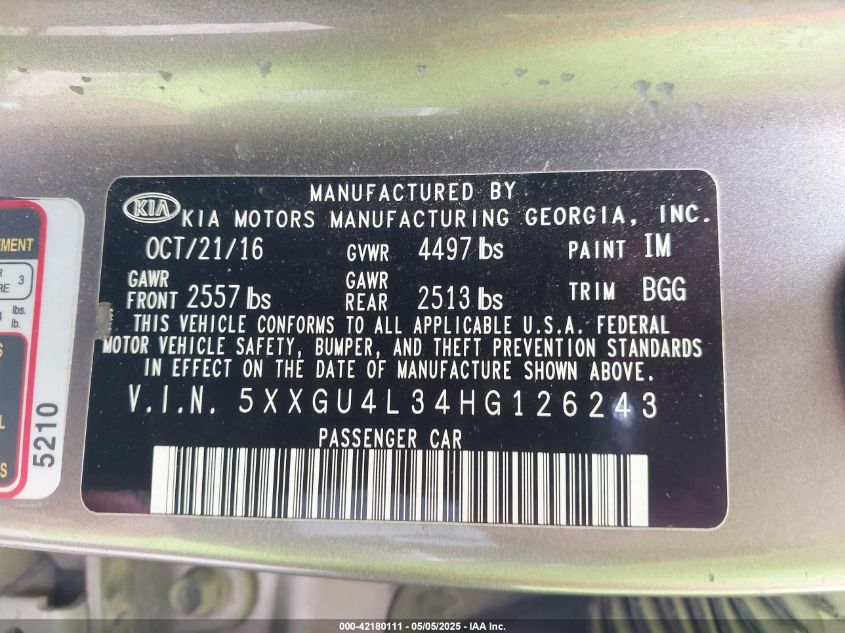 MANUFACTURED BY
KIA KIA MOTORS MANUFACTURING GEORGIA, INC.
OCT/21/16 GVWR 4497 lbs PAINT IM
GAWR FRONT 2557 lbs GAWR REAR 2513 lbs TRIM BGG
THIS VEHICLE CONFORMS TO ALL APPLICABLE U.S.A. FEDERAL
MOTOR VEHICLE SAFETY, BUMPER, AND THEFT PREVENTION STANDARDS
IN EFFECT ON THE DATE OF MANUFACTURE SHOWN ABOVE.
V.I.N. 5XXGU4L34HG126243
PASSENGER CAR
3
lbs.
lb.
5210
000-42180111 - 05/05/2025 - IAA Inc.